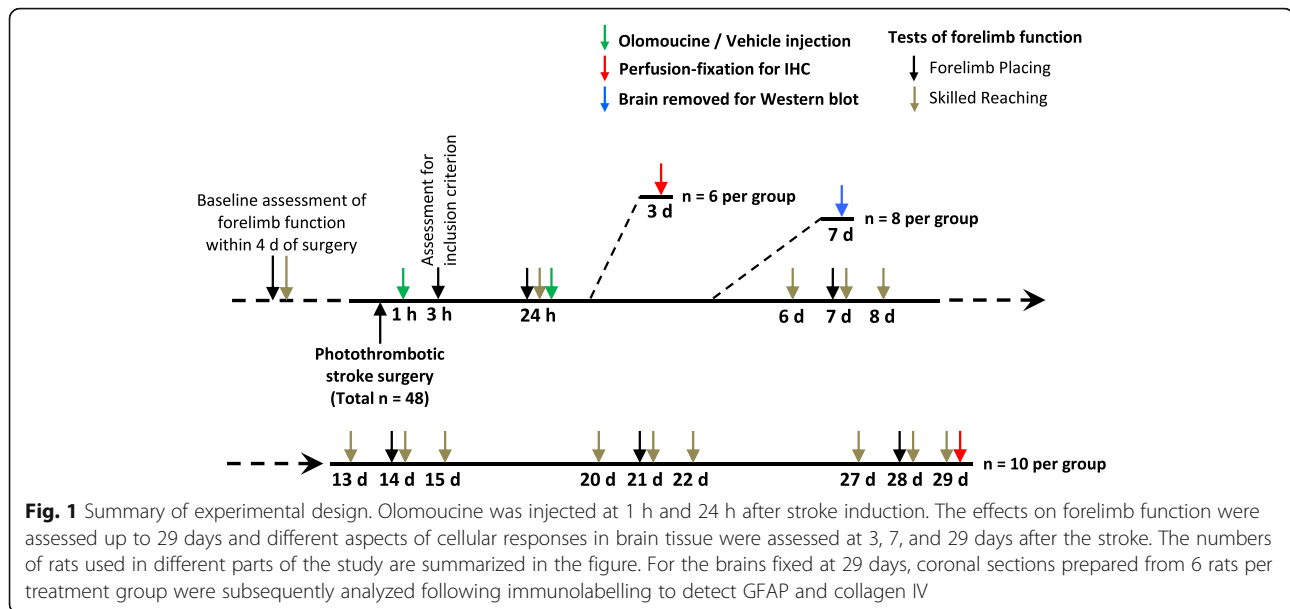 Olomoucine / Vehicle injection
Perfusion-fixation for IHC
Brain removed for Western blot
Tests of forelimb function
Forelimb Placing
Skilled Reaching
Baseline assessment of
forelimb function
within 4 d of surgery
Assessment for
inclusion criterion
3 d
n = 6 per group
7 d
n = 8 per group
1 h
3 h
24 h
6 d
7 d
8 d
Photothrombotic
stroke surgery
(Total n = 48)
13 d
14 d
15 d
20 d
21 d
22 d
27 d
28 d
29 d
n = 10 per group
Fig. 1 Summary of experimental design. Olomoucine was injected at 1 h and 24 h after stroke induction. The effects on forelimb function were
assessed up to 29 days and different aspects of cellular responses in brain tissue were assessed at 3, 7, and 29 days after the stroke. The numbers
of rats used in different parts of the study are summarized in the figure. For the brains fixed at 29 days, coronal sections prepared from 6 rats per
treatment group were subsequently analyzed following immunolabelling to detect GFAP and collagen IV